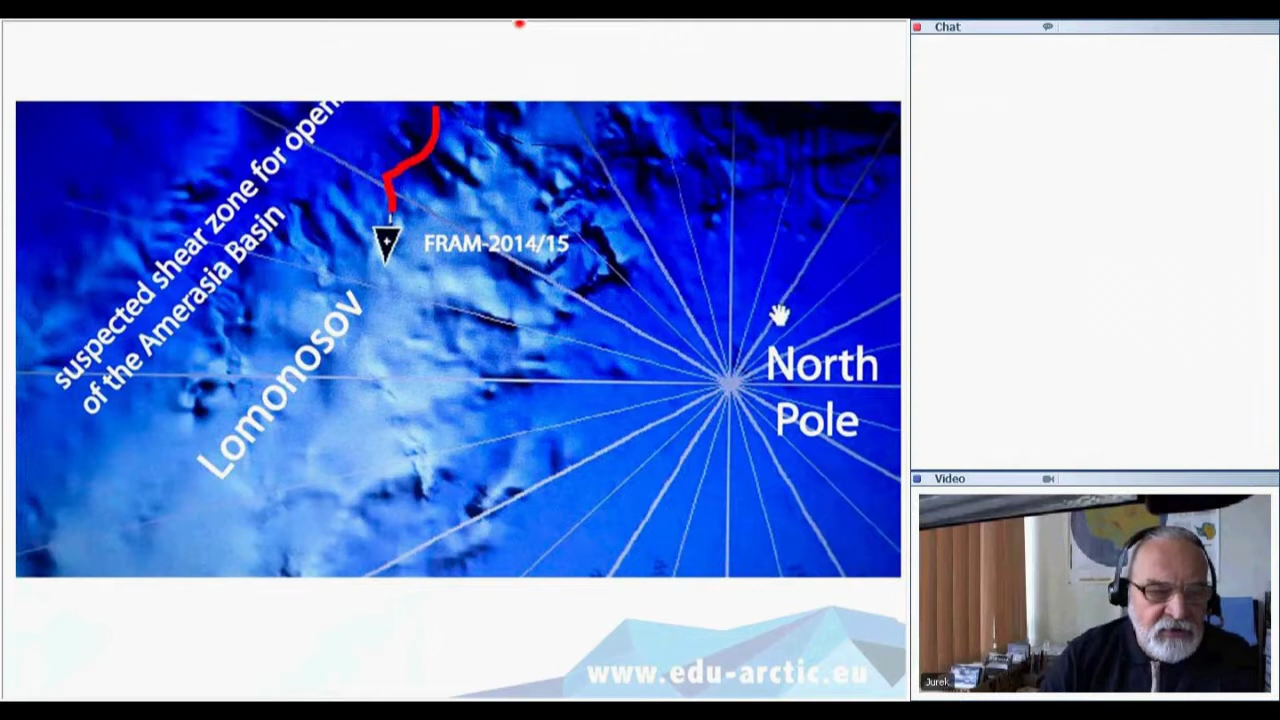 Chat
suspected shear zone for openi
of the Amerasia Basin
FRAM-2014/15
Lomonosov
North
Pole
www.edu-arctic.eu
Video
Jurek